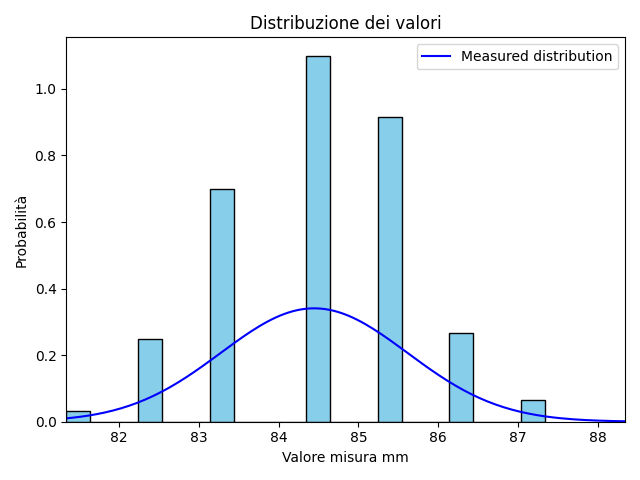 Distribuzione dei valori
Measured distribution
Probabilità
1.0
0.8
0.6
0.4
0.2
0.0
82 83 84 85 86 87 88
Valore misura mm